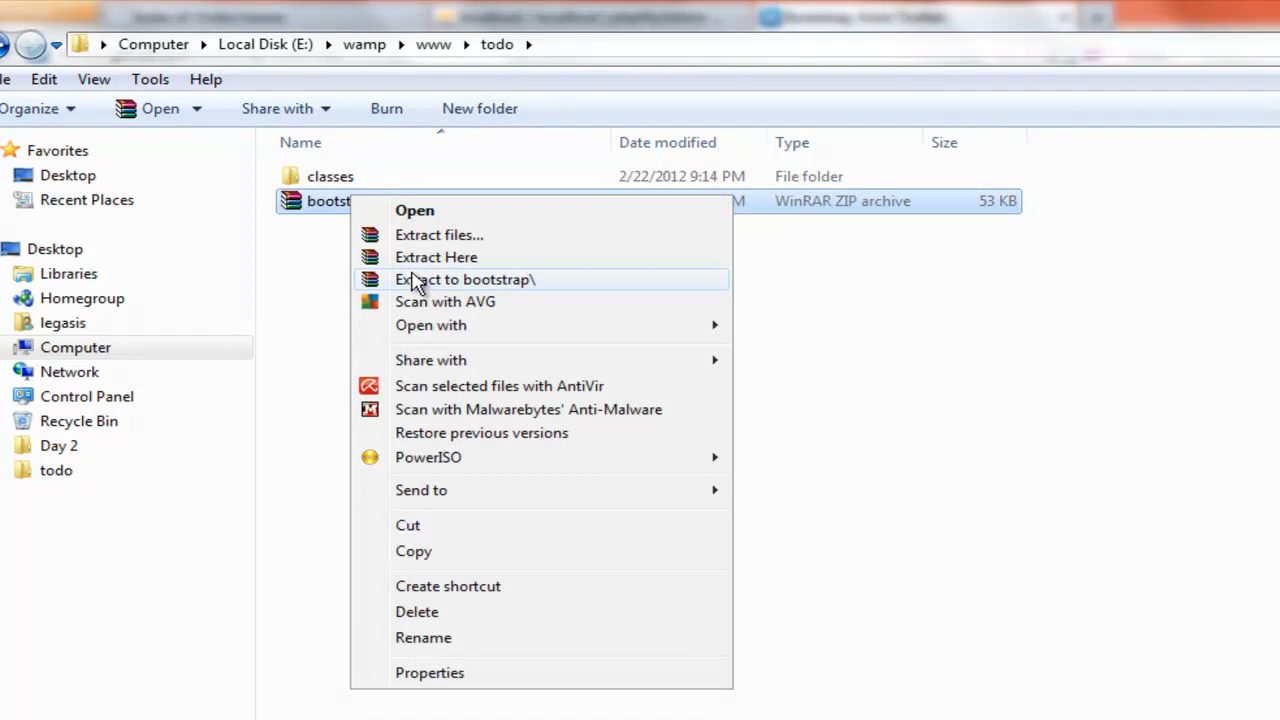 Computer Local Disk (E:) wamp www todo
le Edit View Tools Help
Organize Open Share with Burn New folder
Name Date modified Type Size
Favorites
Desktop
Recent Places
Desktop
Libraries
Homegroup
legasis
Computer
Network
Control Panel
Recycle Bin
Day 2
todo
classes 2/22/2012 9:14 PM File folder
bootst M WinRAR ZIP archive 53 KB
Open
Extract files...
Extract Here
Extract to bootstrap\
Scan with AVG
Open with
Share with
Scan selected files with AntiVir
Scan with Malwarebytes' Anti-Malware
Restore previous versions
PowerISO
Send to
Cut
Copy
Create shortcut
Delete
Rename
Properties